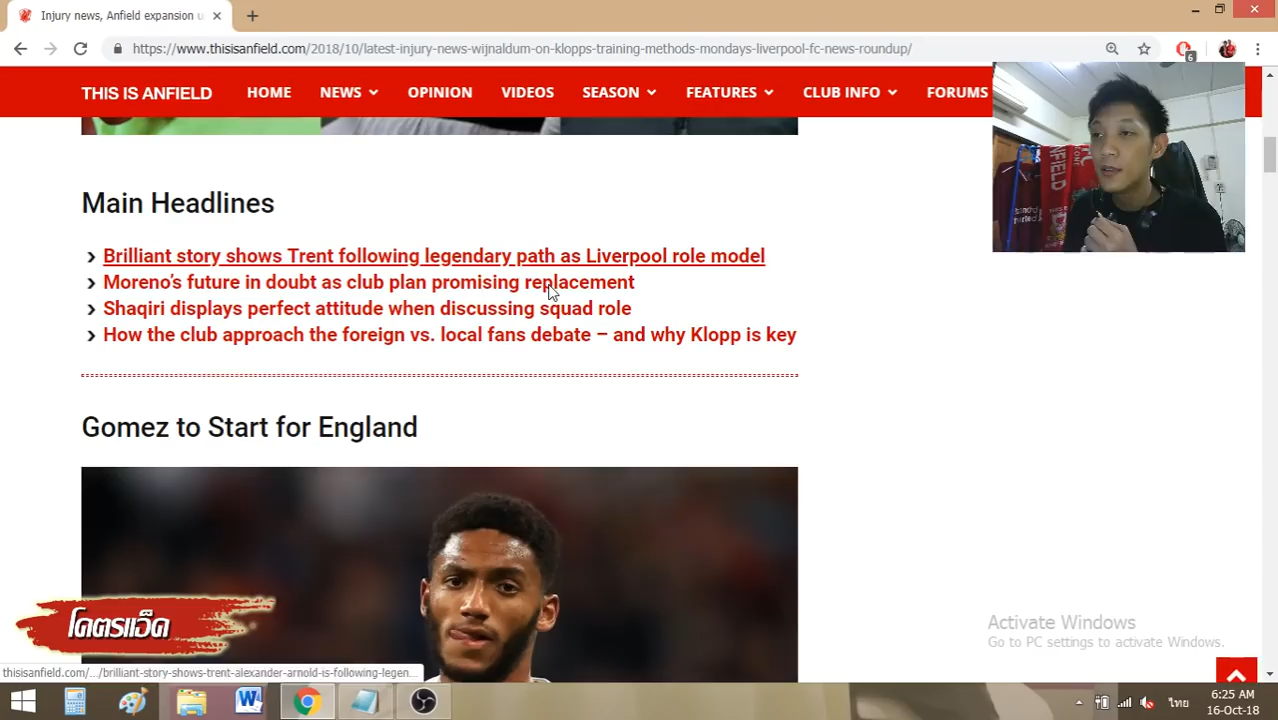 Injury news, Anfield expansion u
https://www.thisisanfield.com/2018/10/latest-injury-news-wijnaldum-on-klopps-training-methods-mondays-liverpool-fc-news-roundup/
6
THIS IS ANFIELD HOME NEWS OPINION VIDEOS SEASON FEATURES CLUB INFO FORUMS
Main Headlines
Brilliant story shows Trent following legendary path as Liverpool role model
Moreno's future in doubt as club plan promising replacement
Shaqiri displays perfect attitude when discussing squad role
How the club approach the foreign vs. local fans debate – and why Klopp is key
Gomez to Start for England
โคตรแอ็ด
Activate Windows
Go to PC settings to activate Windows.
thisisanfield.com/.../brilliant-story-shows-trent-alexander-arnold-is-following-legen...
ไทย
6:25 AM
16-Oct-18